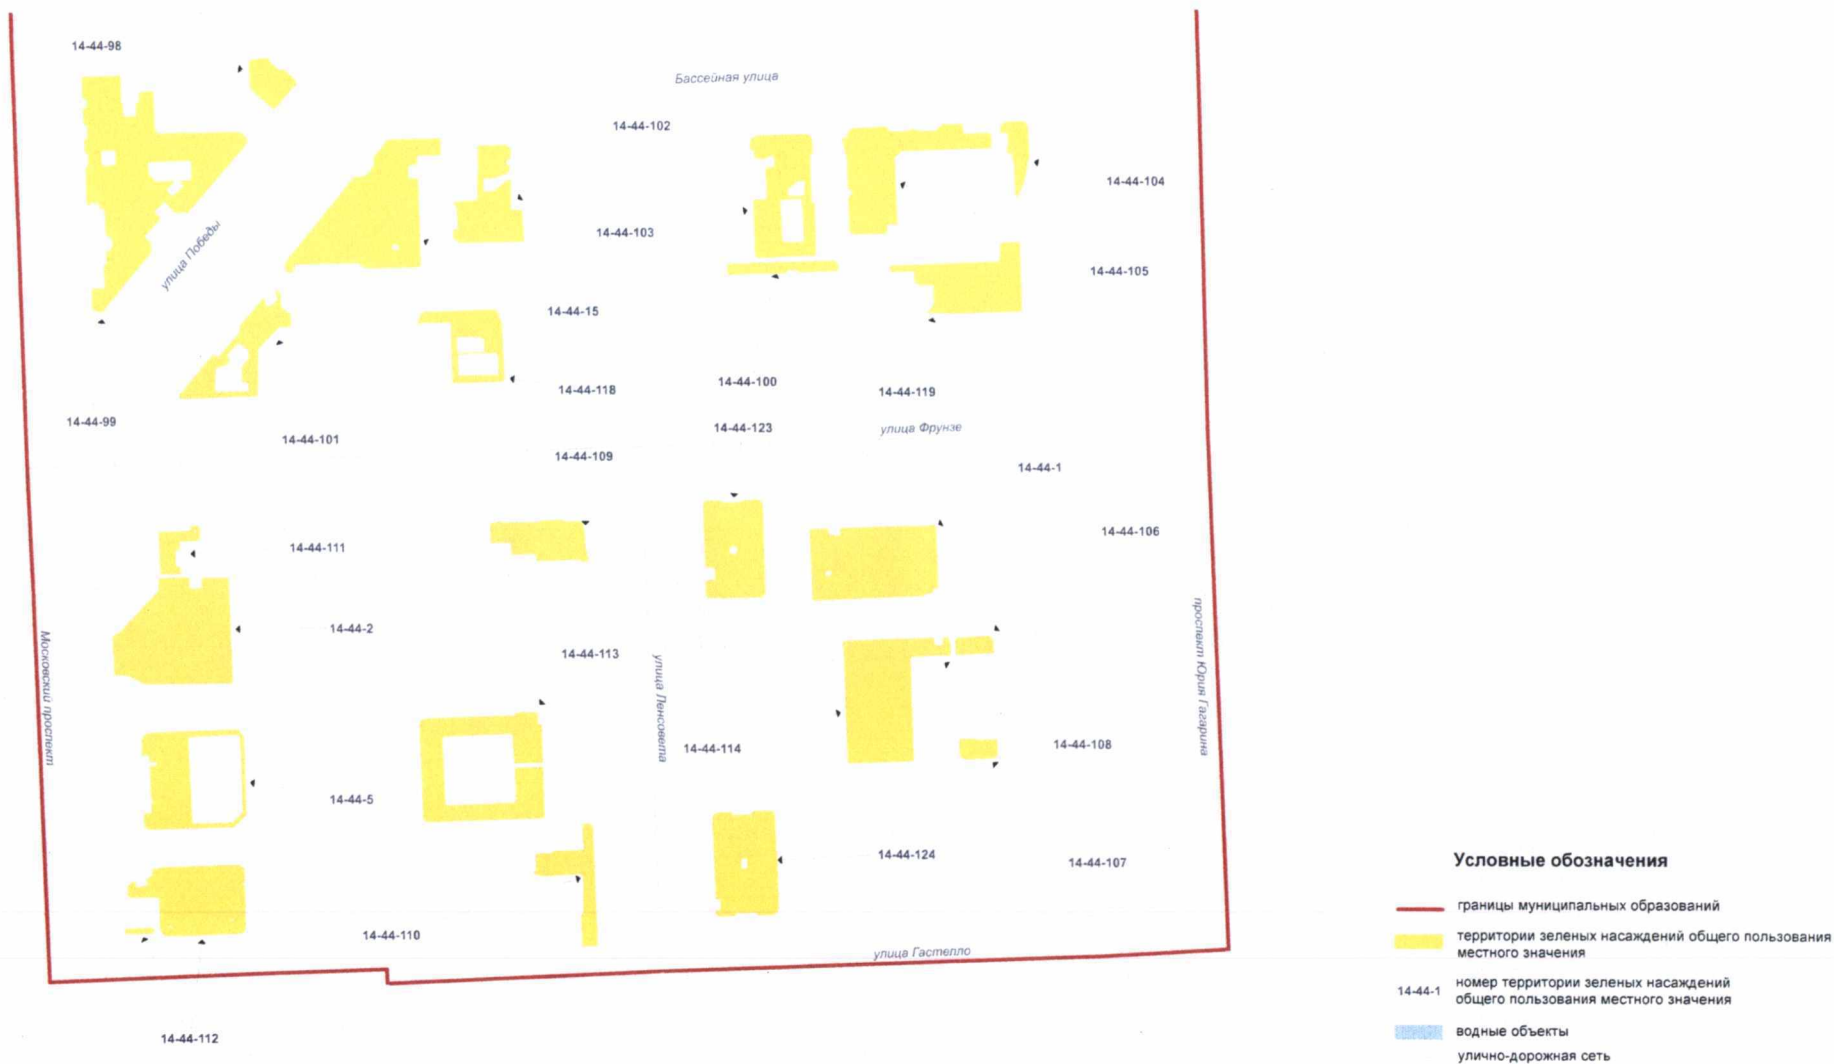 14-44-98
Бассейная улица
14-44-102
14-44-104
улица Победы
14-44-103
14-44-105
14-44-15
14-44-118
14-44-100
14-44-119
14-44-99
14-44-101
14-44-123
улица Фрунзе
14-44-109
14-44-1
14-44-106
14-44-111
14-44-2
14-44-113
Московский проспект
улица Ленсовета
проспект Юрия Гагарина
14-44-114
14-44-108
14-44-5
14-44-124
14-44-107
14-44-110
улица Гастелло
14-44-112
Условные обозначения
границы муниципальных образований
территории зеленых насаждений общего пользования
местного значения
14-44-1 номер территории зеленых насаждений
общего пользования местного значения
водные объекты
улично-дорожная сеть